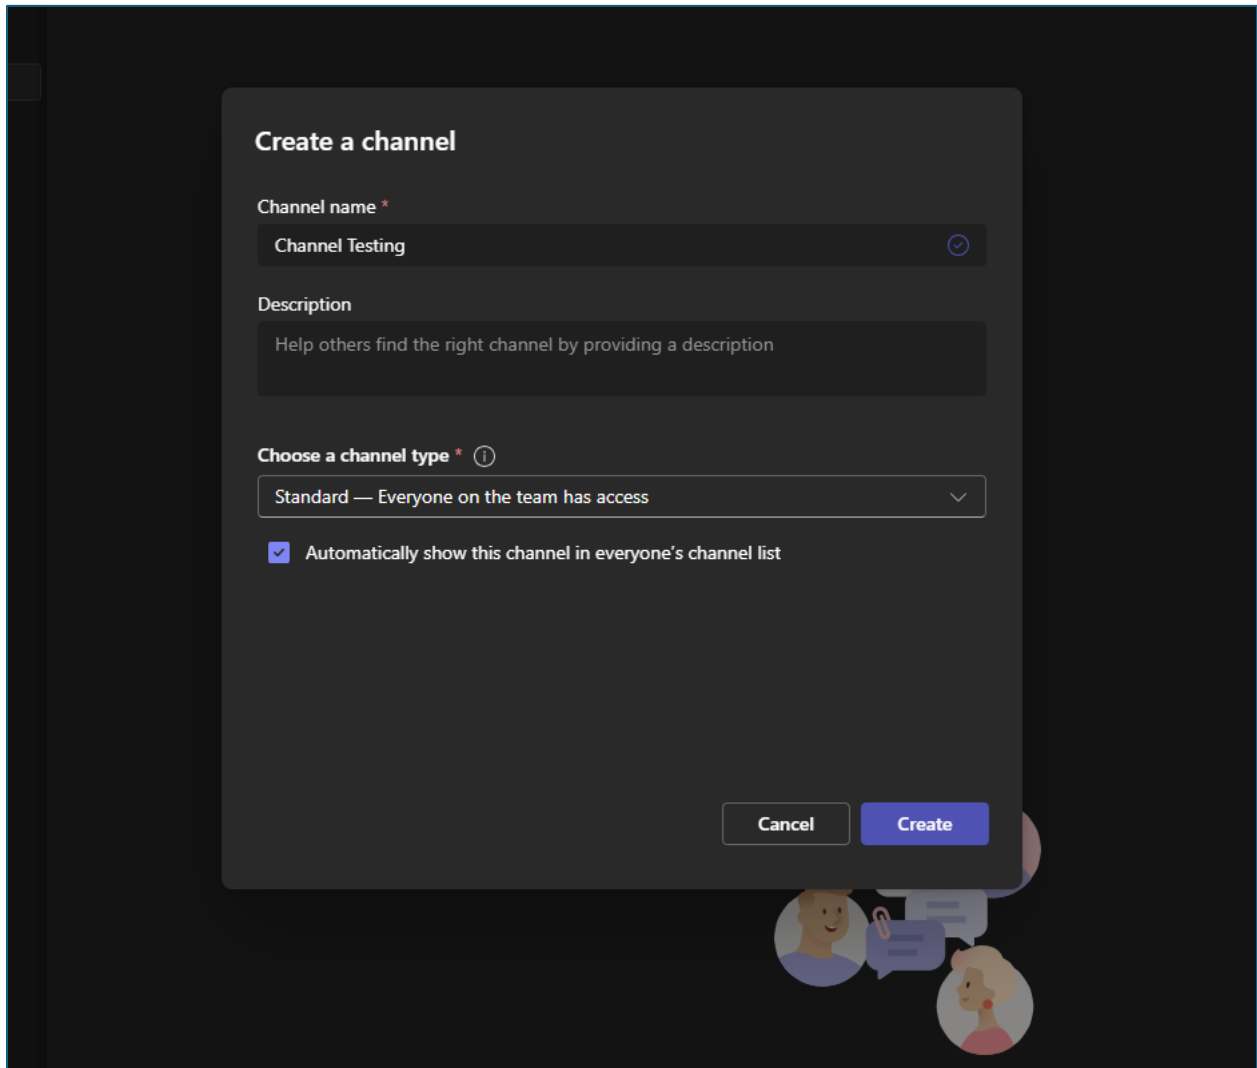 Create a channel
Channel name *
Channel Testing
Description
Help others find the right channel by providing a description
Choose a channel type *
Standard — Everyone on the team has access
Automatically show this channel in everyone’s channel list
Cancel
Create